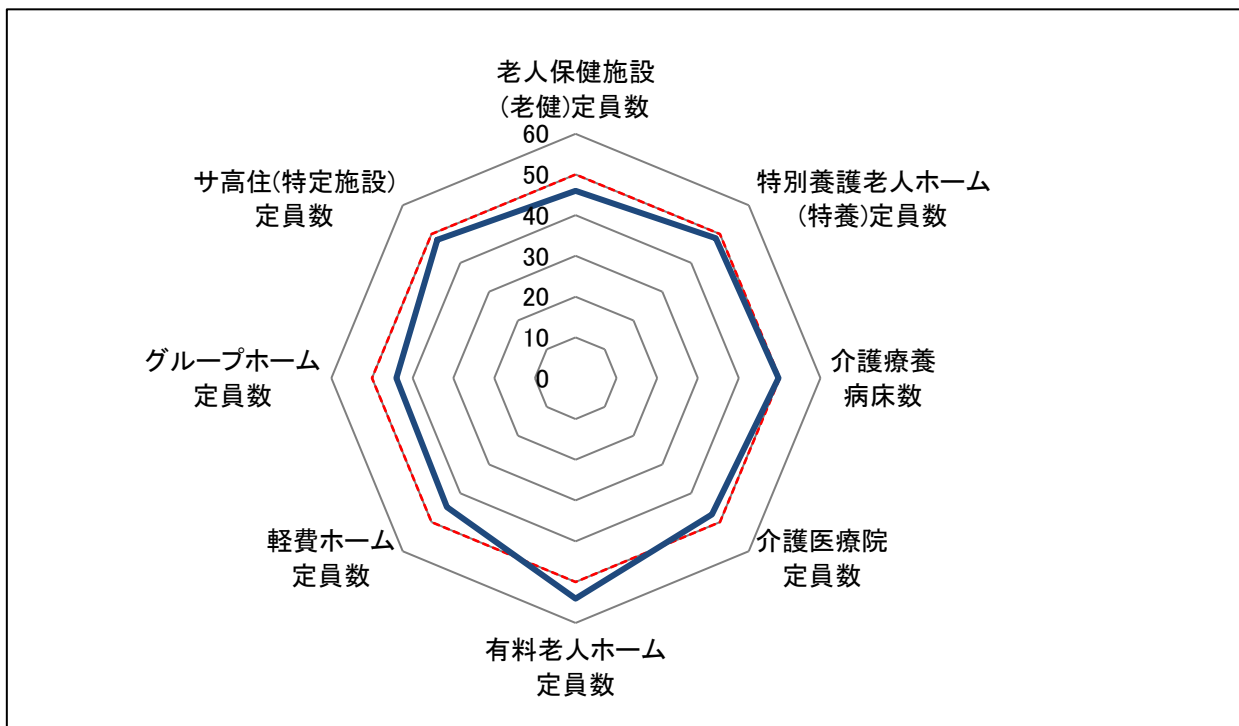 老人保健施設
(老健)定員数
特別養護老人ホーム
(特養)定員数
介護療養
病床数
介護医療院
定員数
有料老人ホーム
定員数
軽費ホーム
定員数
グループホーム
定員数
サ高住(特定施設)
定員数
60
50
40
30
20
10
0